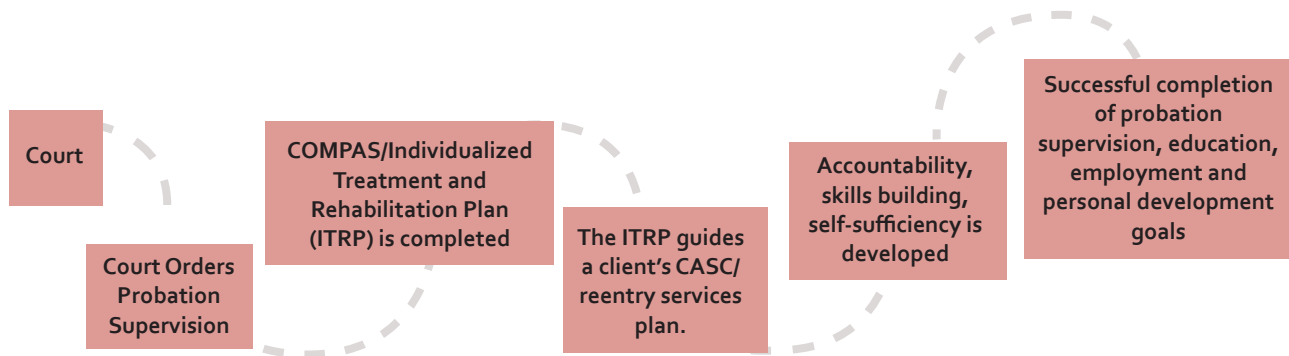 Court
Court Orders
Probation
Supervision
COMPAS/Individualized
Treatment and
Rehabilitation Plan
(ITRP) is completed
The ITRP guides
a client’s CASC/
reentry services
plan.
Accountability,
skills building,
self-sufficiency is
developed
Successful completion
of probation
supervision, education,
employment and
personal development
goals